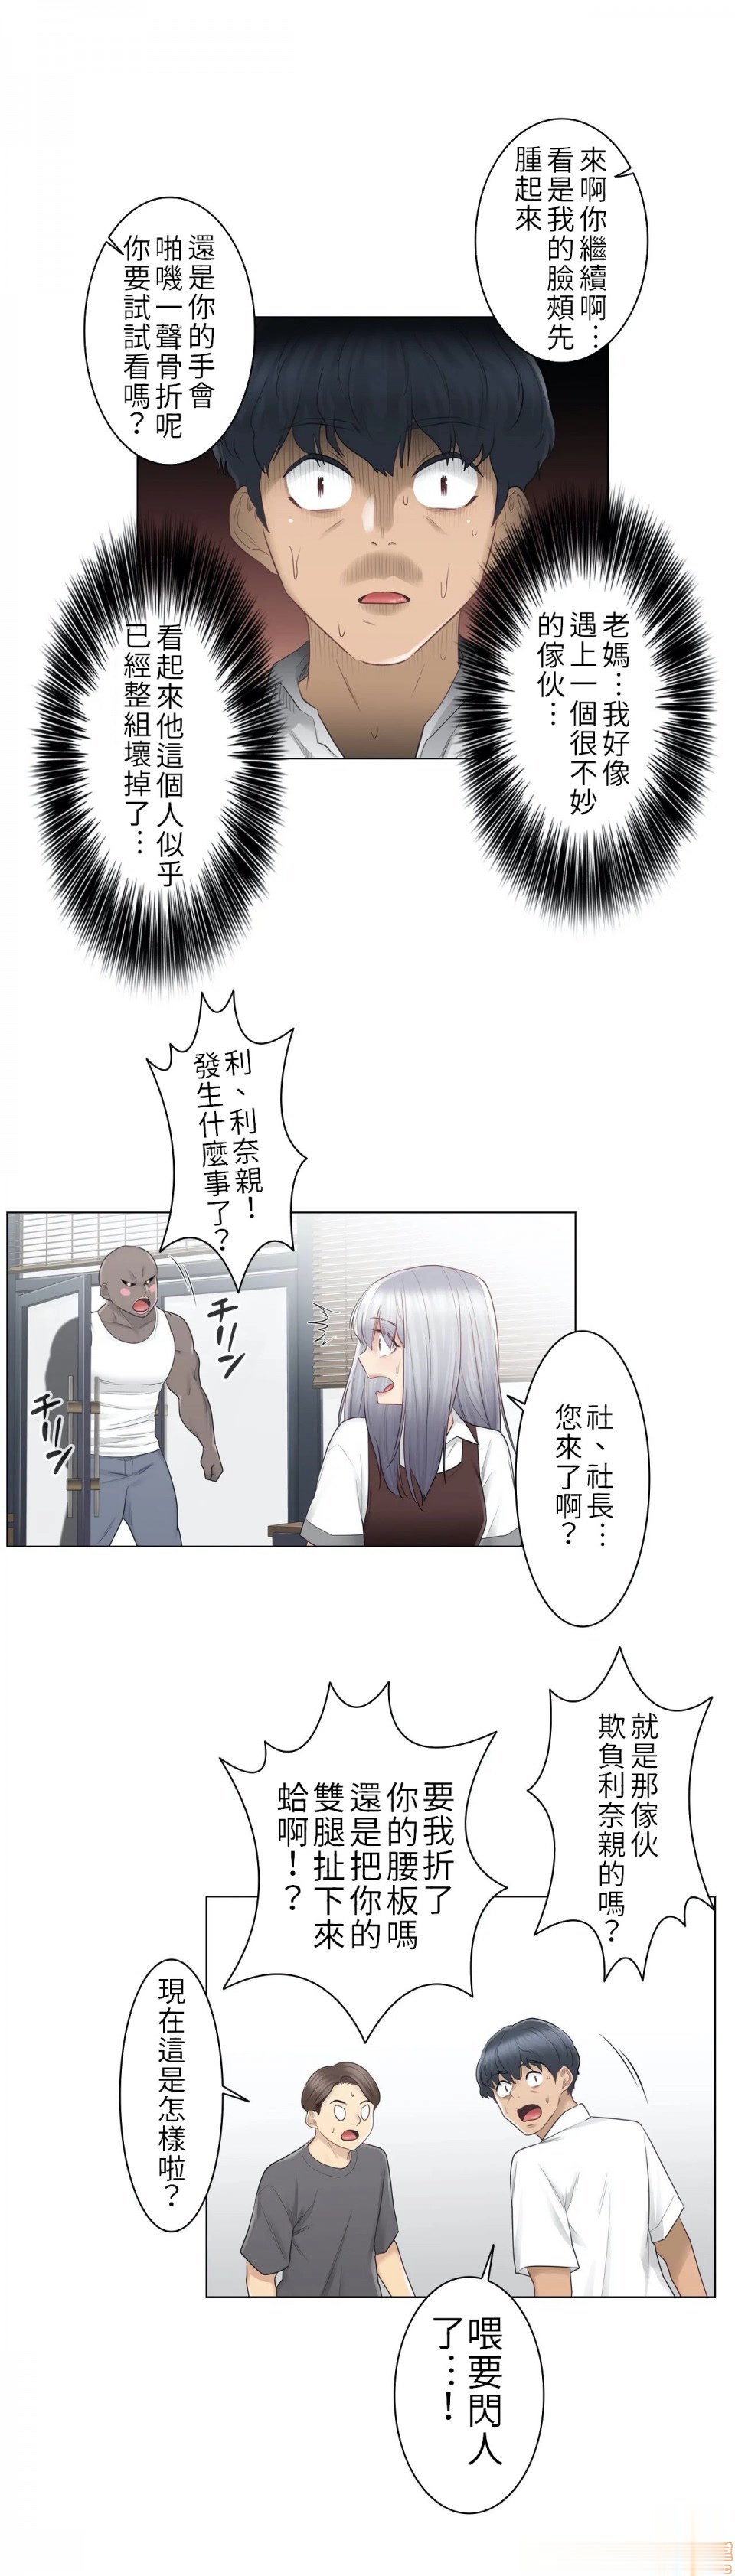 來啊你繼續啊…
看是我的臉頰先
腫起來
還是你的手會
啪嘰一聲骨折呢
你要試試看嗎？
老媽…我好像
遇上一個很不妙
的傢伙…
看起來他這個人似乎
已經整組壞掉了…
利、利奈親！
發生什麼事了？
チリン
チリン
社、社長…
您來了啊？
就是那傢伙
欺負利奈親的嗎？
要我折了
你的腰板嗎
還是把你的
雙腿扯下來
蛤啊！？
現在這是怎樣啦？
喂要閃人
了…！